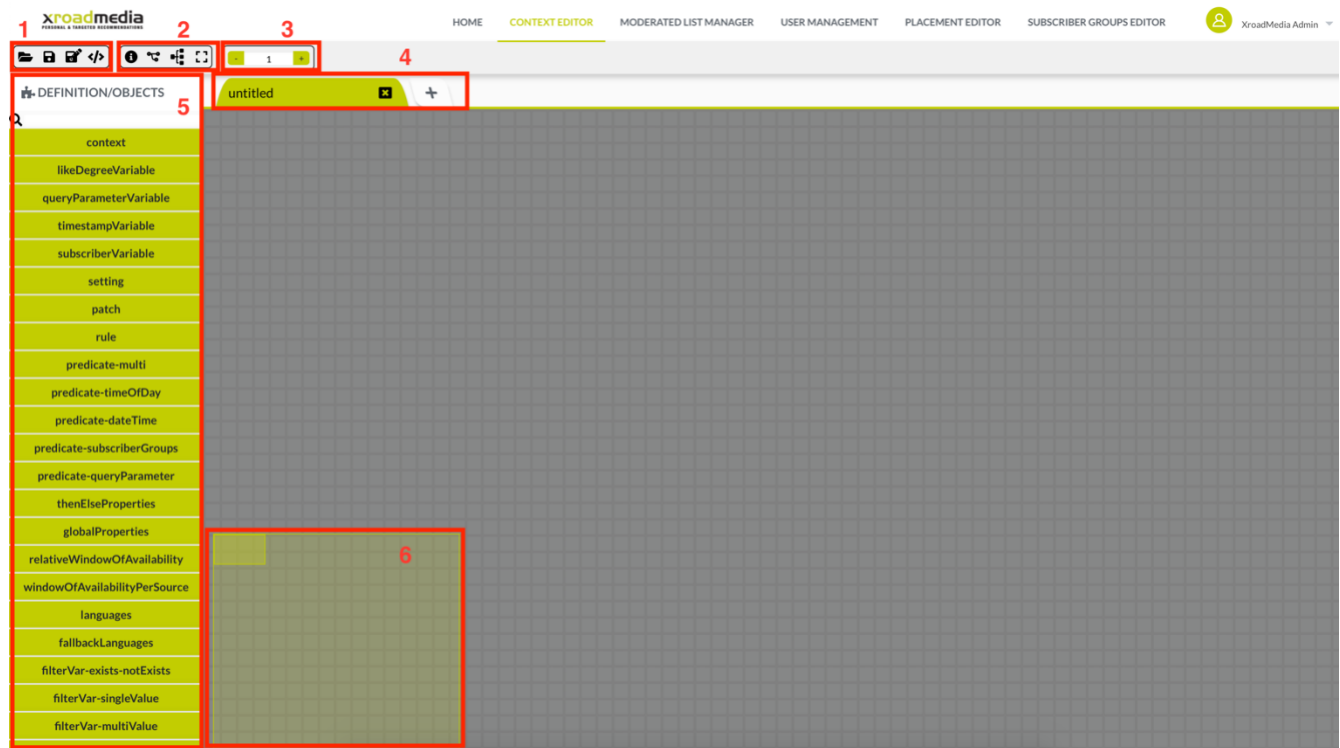 xroadmedia
PERSONAL & TARGETED RECOMMENDATIONS
HOME CONTEXT EDITOR MODERATED LIST MANAGER USER MANAGEMENT PLACEMENT EDITOR SUBSCRIBER GROUPS EDITOR XroadMedia Admin
1 2 3
- 1 + 4
DEFINITION/OBJECTS 5 untitled +
context
likeDegreeVariable
queryParameterVariable
timestampVariable
subscriberVariable
setting
patch
rule
predicate-multi
predicate-timeOfDay
predicate-dateTime
predicate-subscriberGroups
predicate-queryParameter
thenElseProperties
globalProperties
relativeWindowOfAvailability 6
windowOfAvailabilityPerSource
languages
fallbackLanguages
filterVar-exists-notExists
filterVar-singleValue
filterVar-multiValue